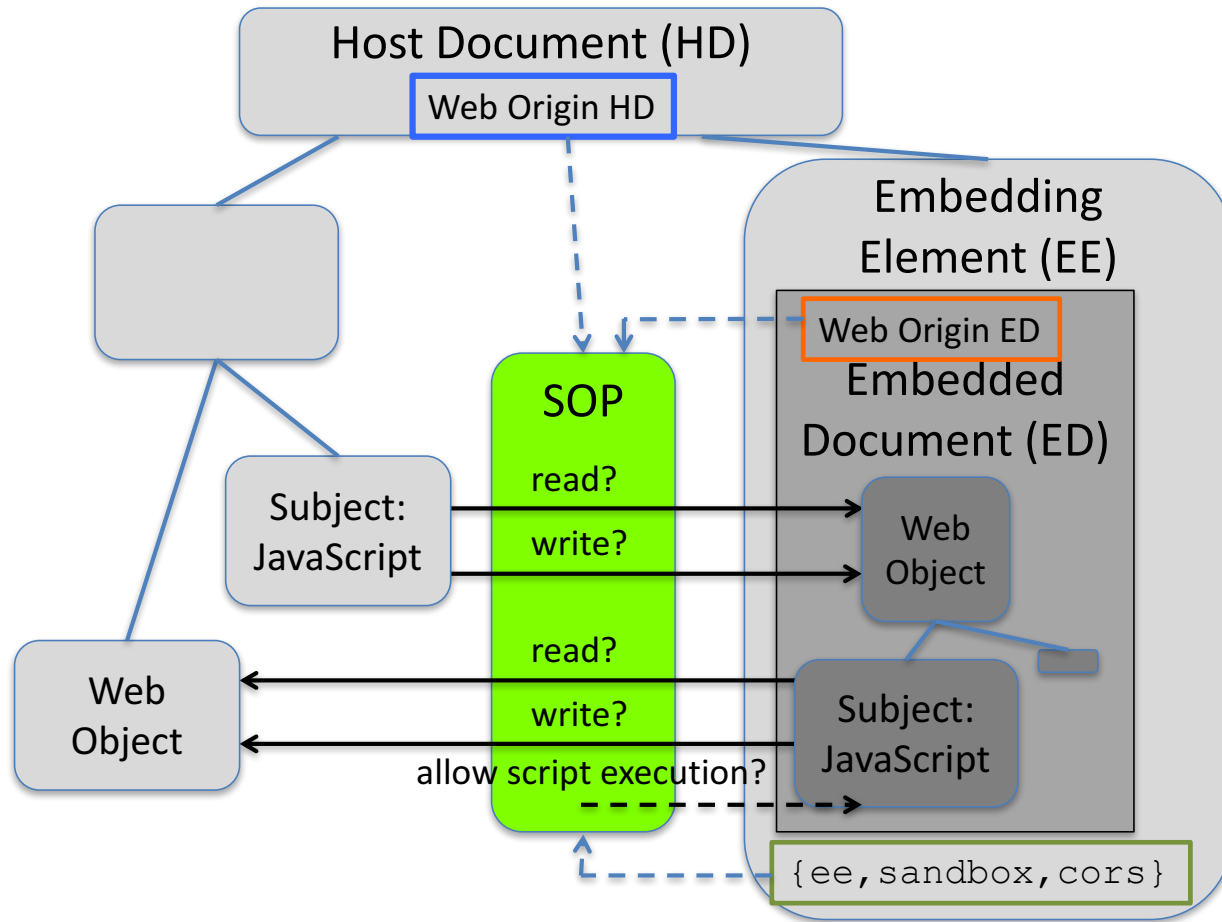 Host Document (HD)
Web Origin HD
Embedding
Element (EE)
Web Origin ED
Embedded
Document (ED)
SOP
read?
Subject:
JavaScript
write?
Web
Object
read?
Web
Object
write?
Subject:
JavaScript
allow script execution?
{ee,sandbox,cors}